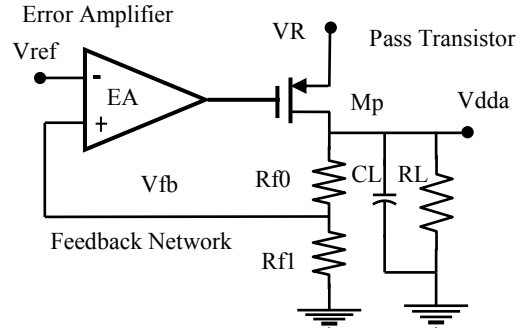 Error Amplifier
VR
Pass Transistor
Vref
-
EA
+
Mp
Vdda
Vfb
Rf0
CL
RL
Feedback Network
Rf1